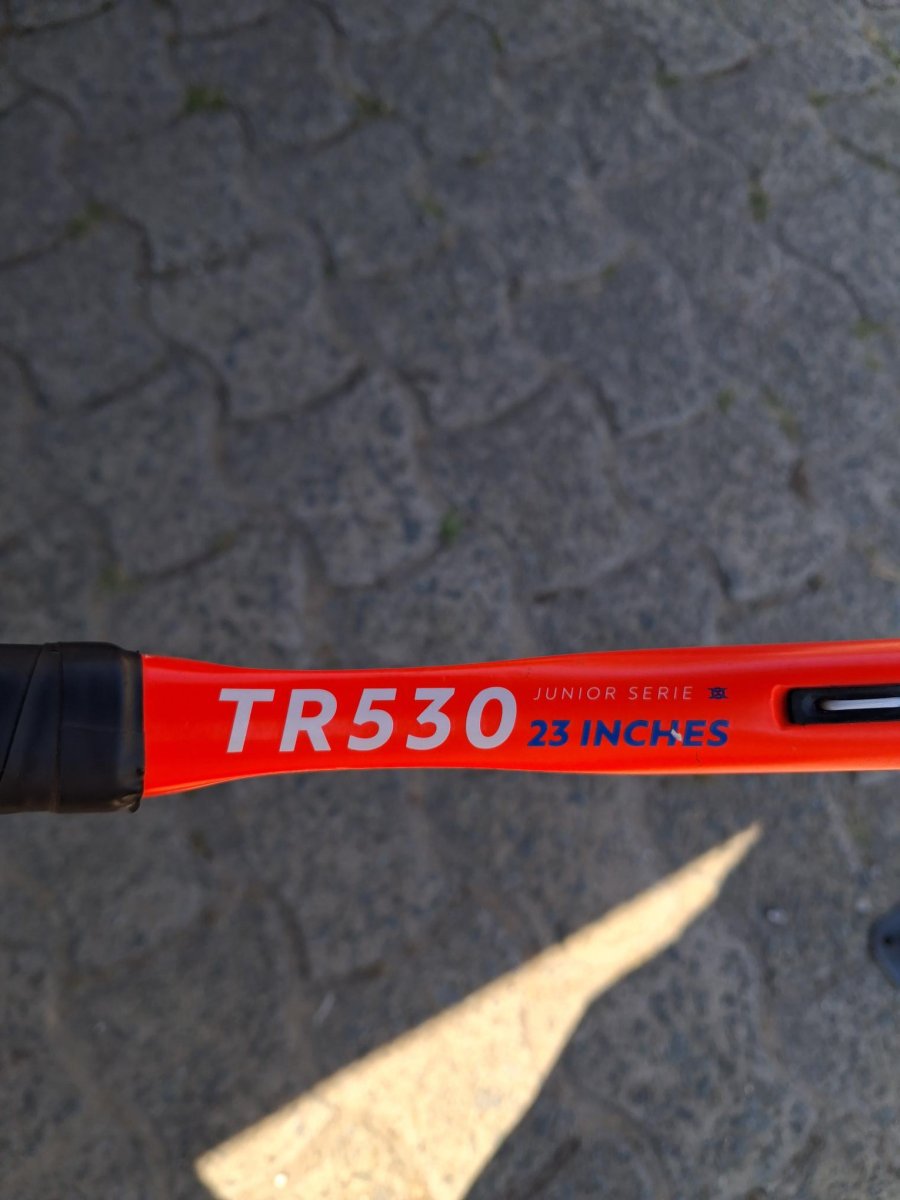 TR530
JUNIOR SERIE
23 INCHES